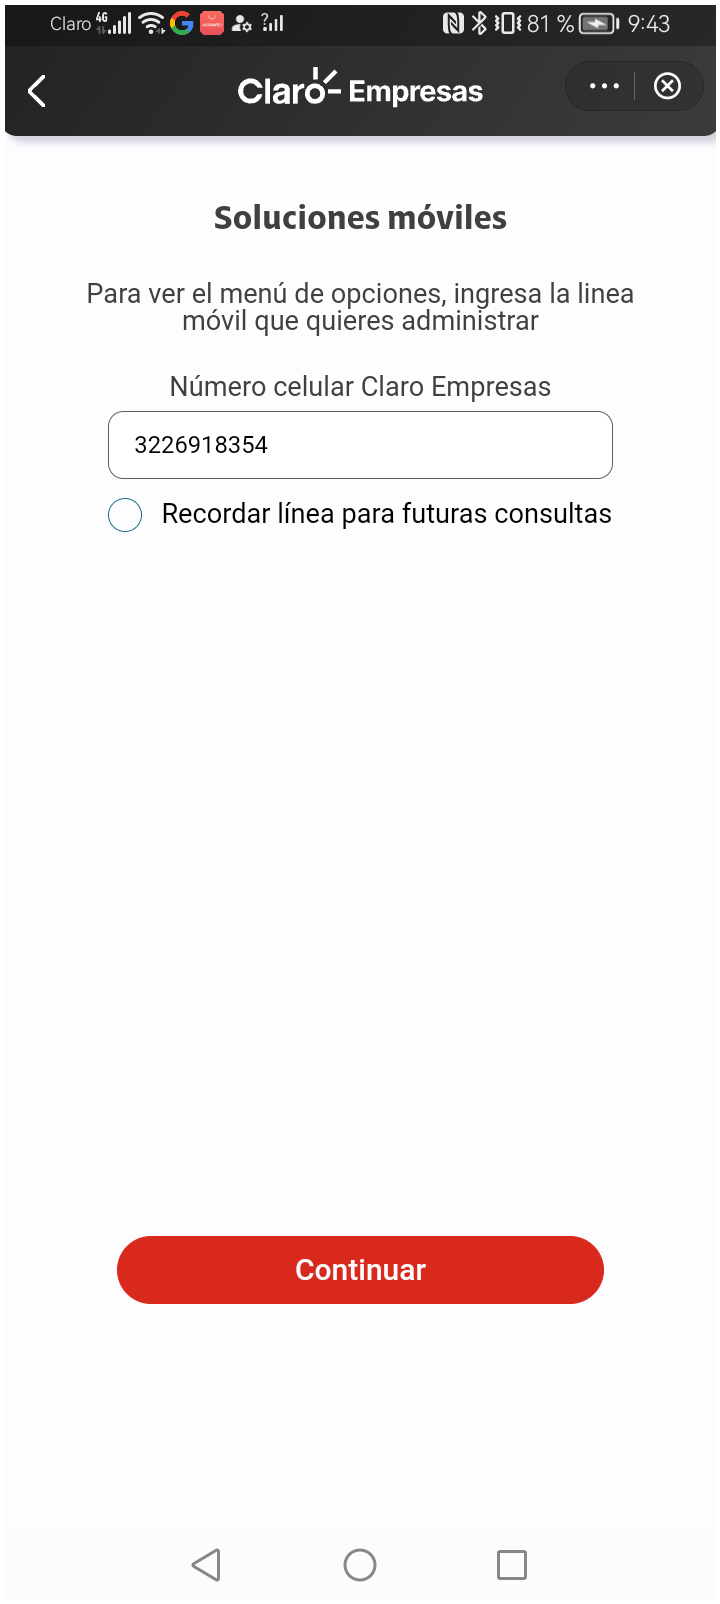 Claro 4G 81 % 9:43
Claro Empresas
Soluciones móviles
Para ver el menú de opciones, ingresa la linea
móvil que quieres administrar
Número celular Claro Empresas
3226918354
Recordar línea para futuras consultas
Continuar